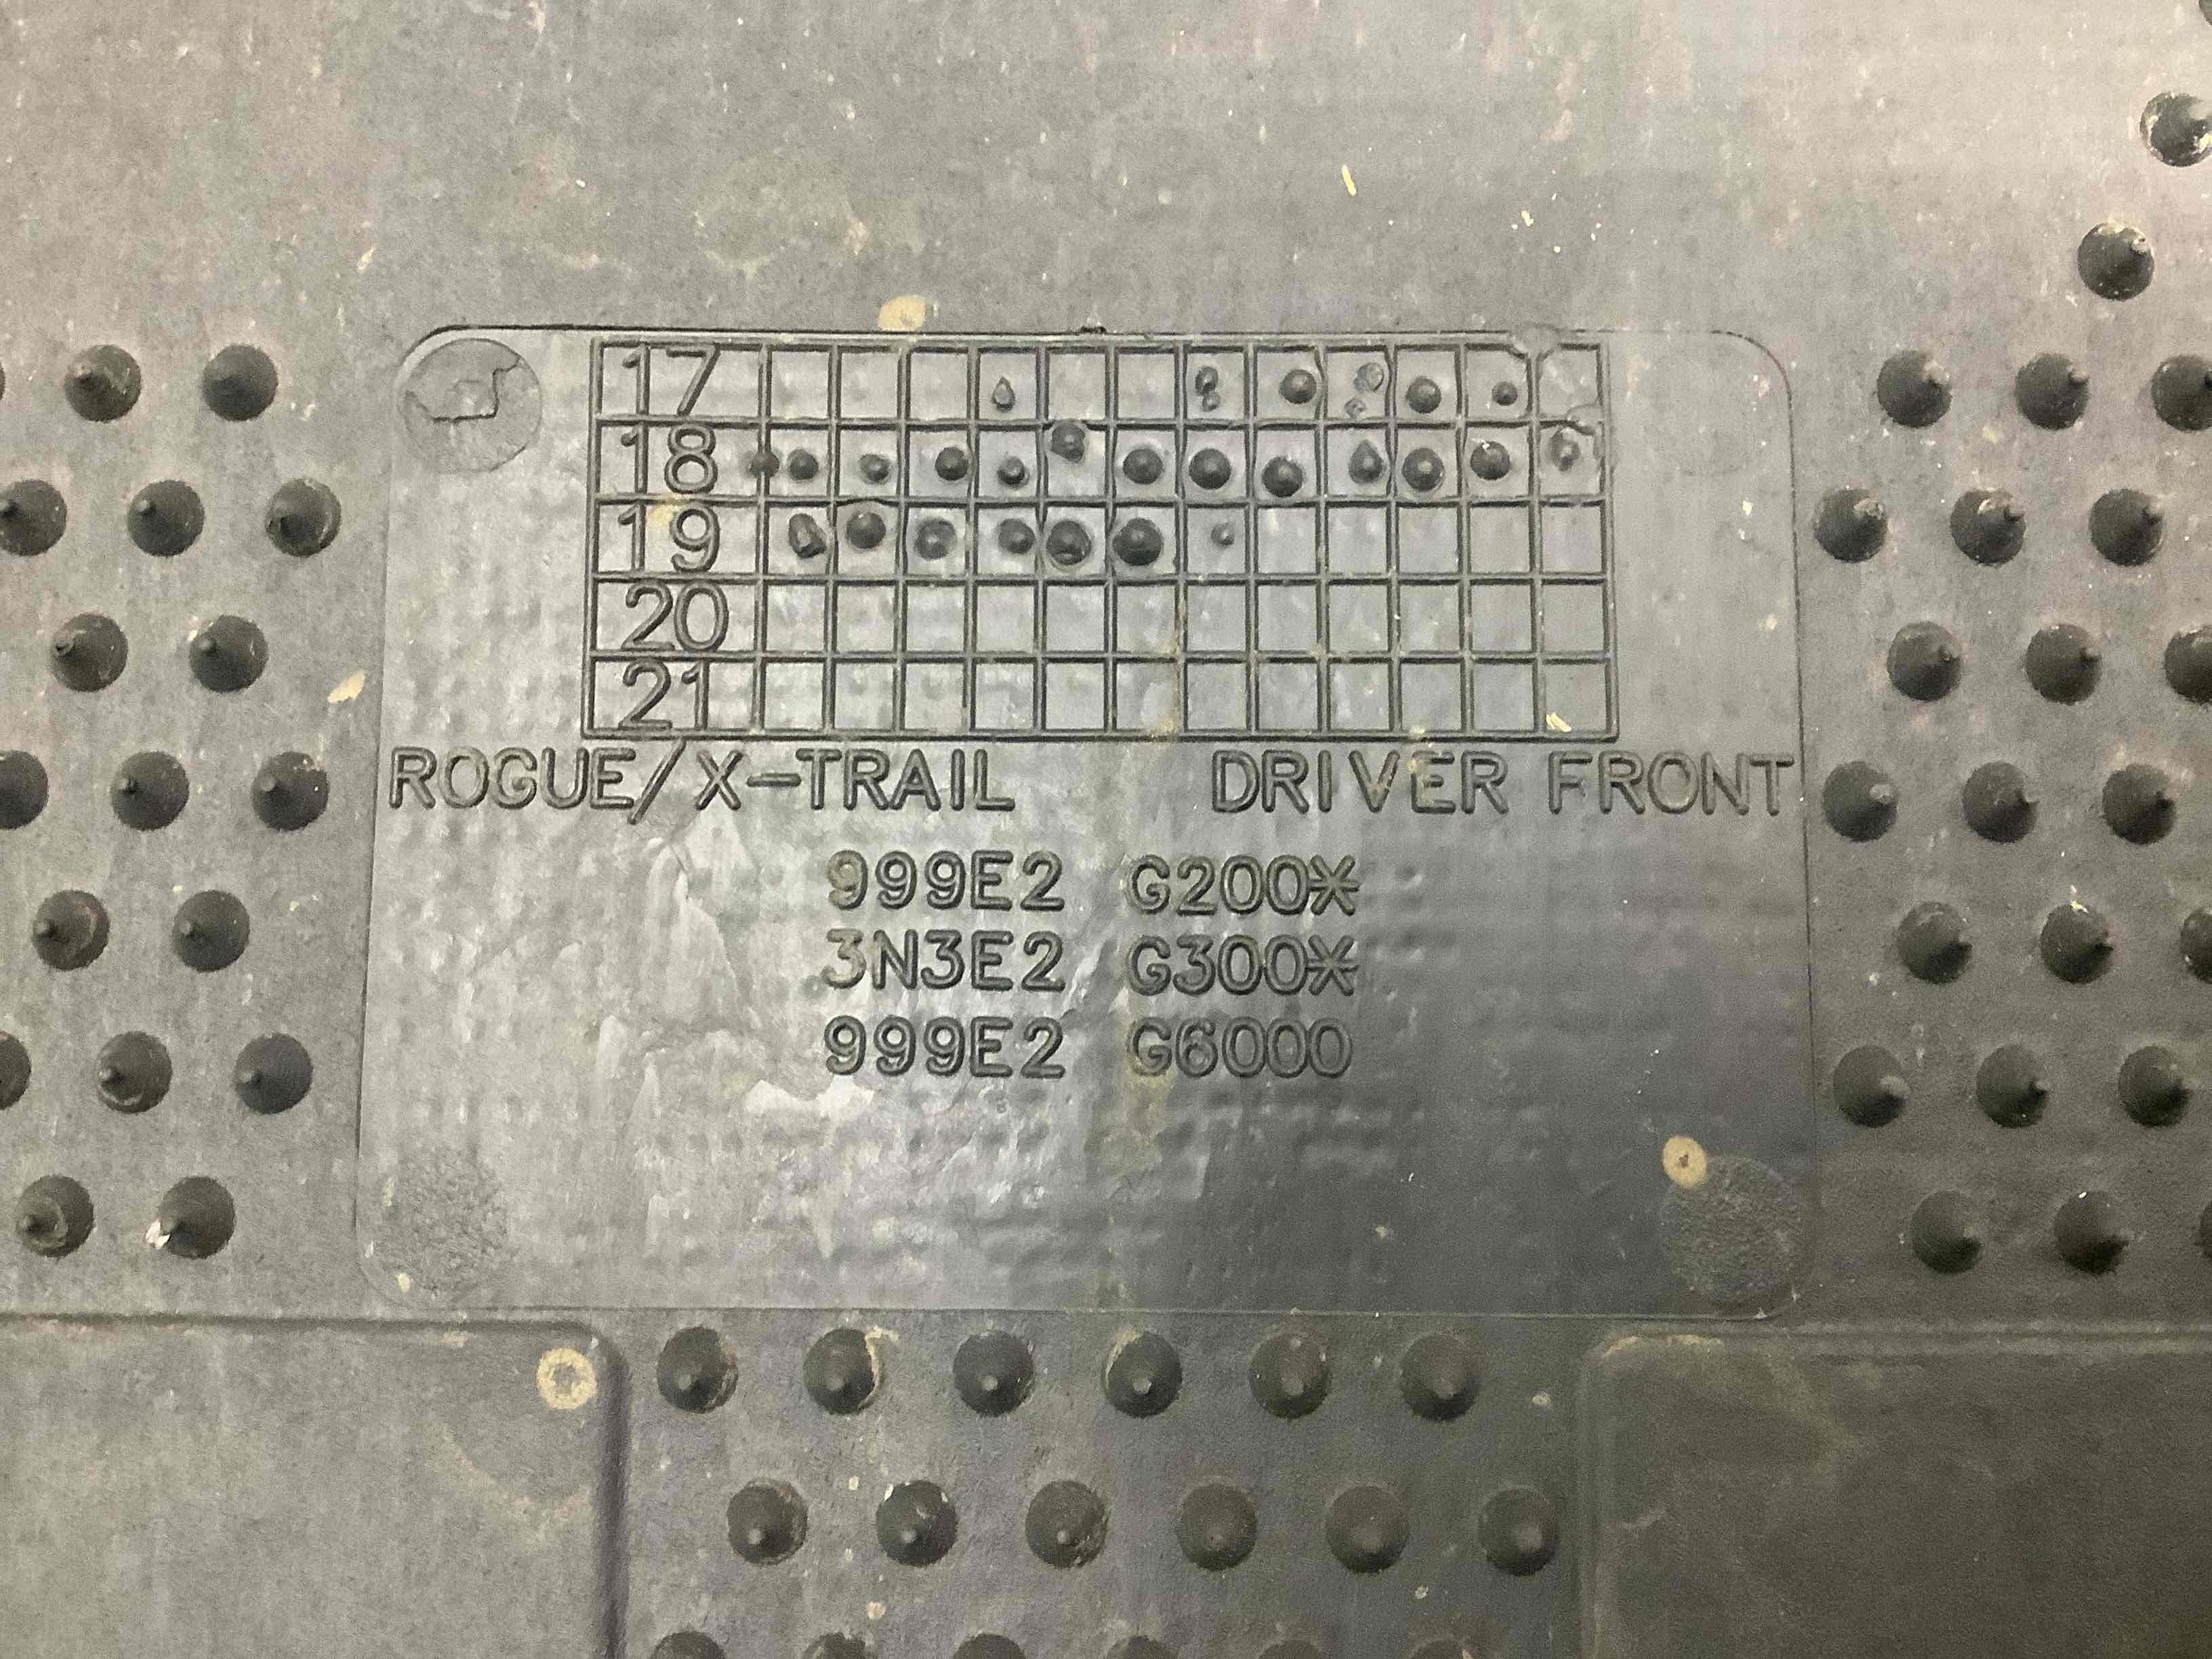 17
18
19
20
21
ROGUE/X-TRAIL DRIVER FRONT
999E2 G200*
3N3E2 G300*
999E2 G6000